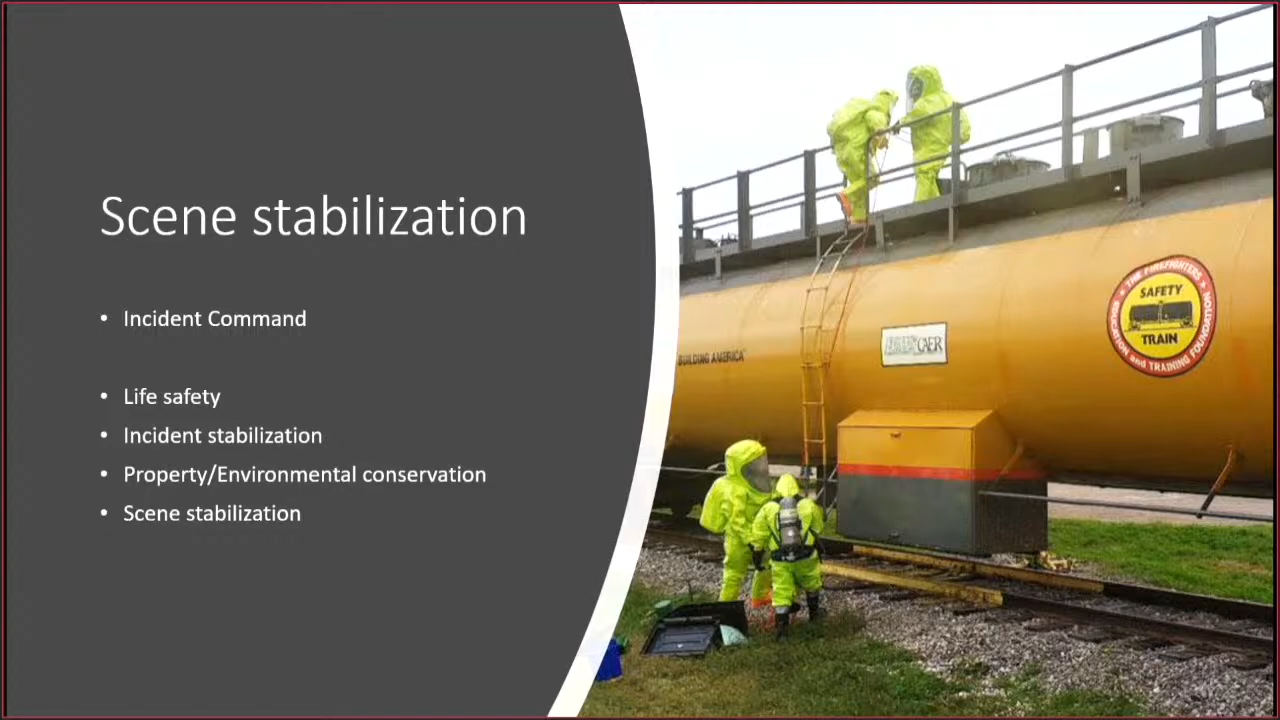 Scene stabilization
• Incident Command
• Life safety
• Incident stabilization
• Property/Environmental conservation
• Scene stabilization
BUILDING AMERICA
CAER
THE FIREFIGHTERS
EDUCATION and TRAINING FOUNDATION
SAFETY
TRAIN